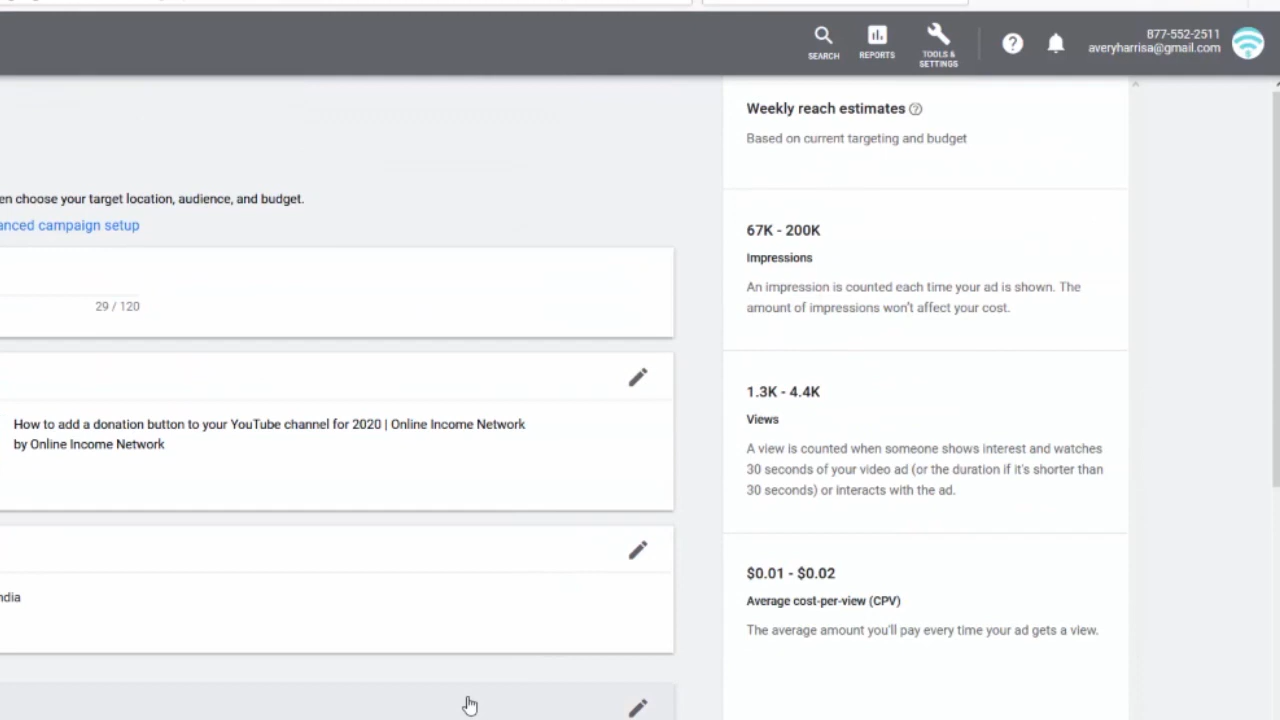 SEARCH
REPORTS
TOOLS &
SETTINGS
877-552-2511
averyharrisa@gmail.com
Weekly reach estimates
Based on current targeting and budget
en choose your target location, audience, and budget.
anced campaign setup
67K - 200K
Impressions
An impression is counted each time your ad is shown. The
amount of impressions won't affect your cost.
29 / 120
1.3K - 4.4K
Views
A view is counted when someone shows interest and watches
30 seconds of your video ad (or the duration if it's shorter than
30 seconds) or interacts with the ad.
How to add a donation button to your YouTube channel for 2020 | Online Income Network
by Online Income Network
$0.01 - $0.02
Average cost-per-view (CPV)
The average amount you'll pay every time your ad gets a view.
ndia